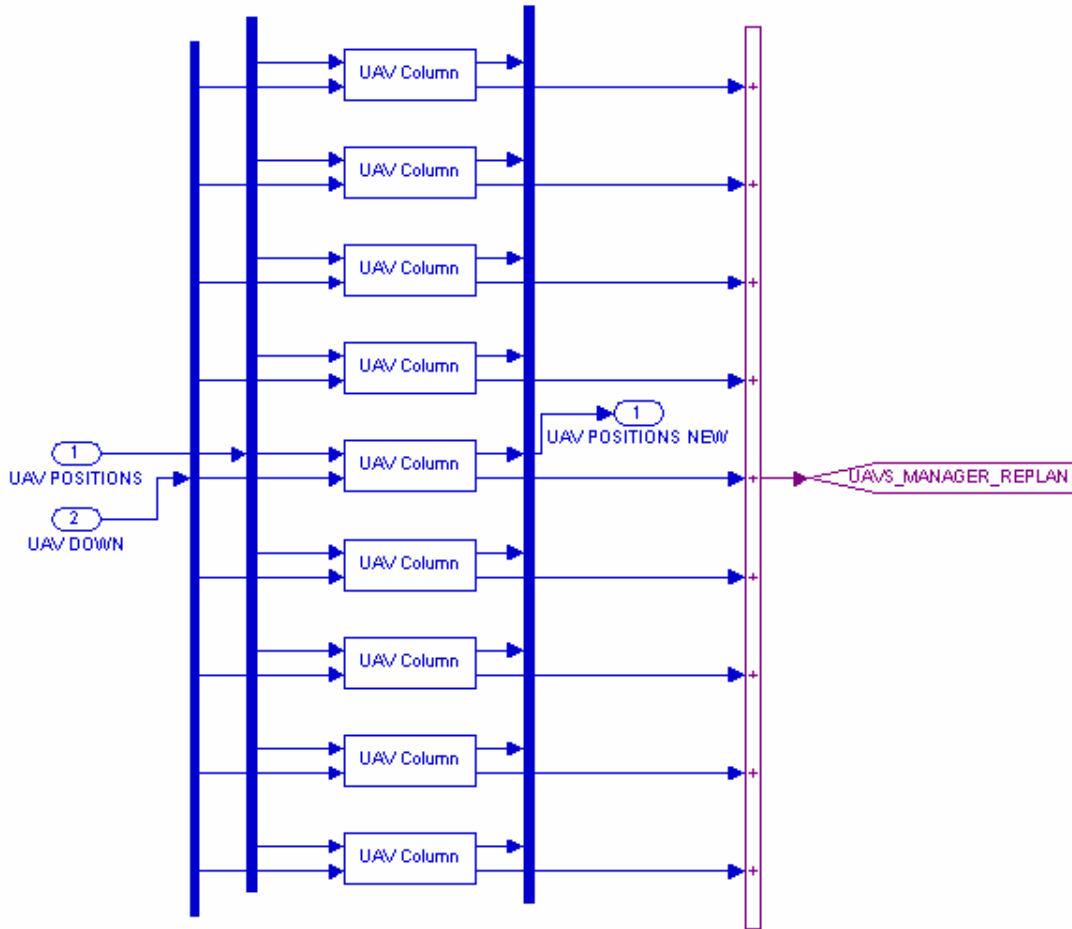 UAV Column
+
UAV Column
+
UAV Column
+
UAV Column
+
1
UAV POSITIONS NEW
1
UAV POSITIONS
UAV Column
+
UAVS_MANAGER_REPLAN
2
UAV DOWN
UAV Column
+
UAV Column
+
UAV Column
+
UAV Column
+